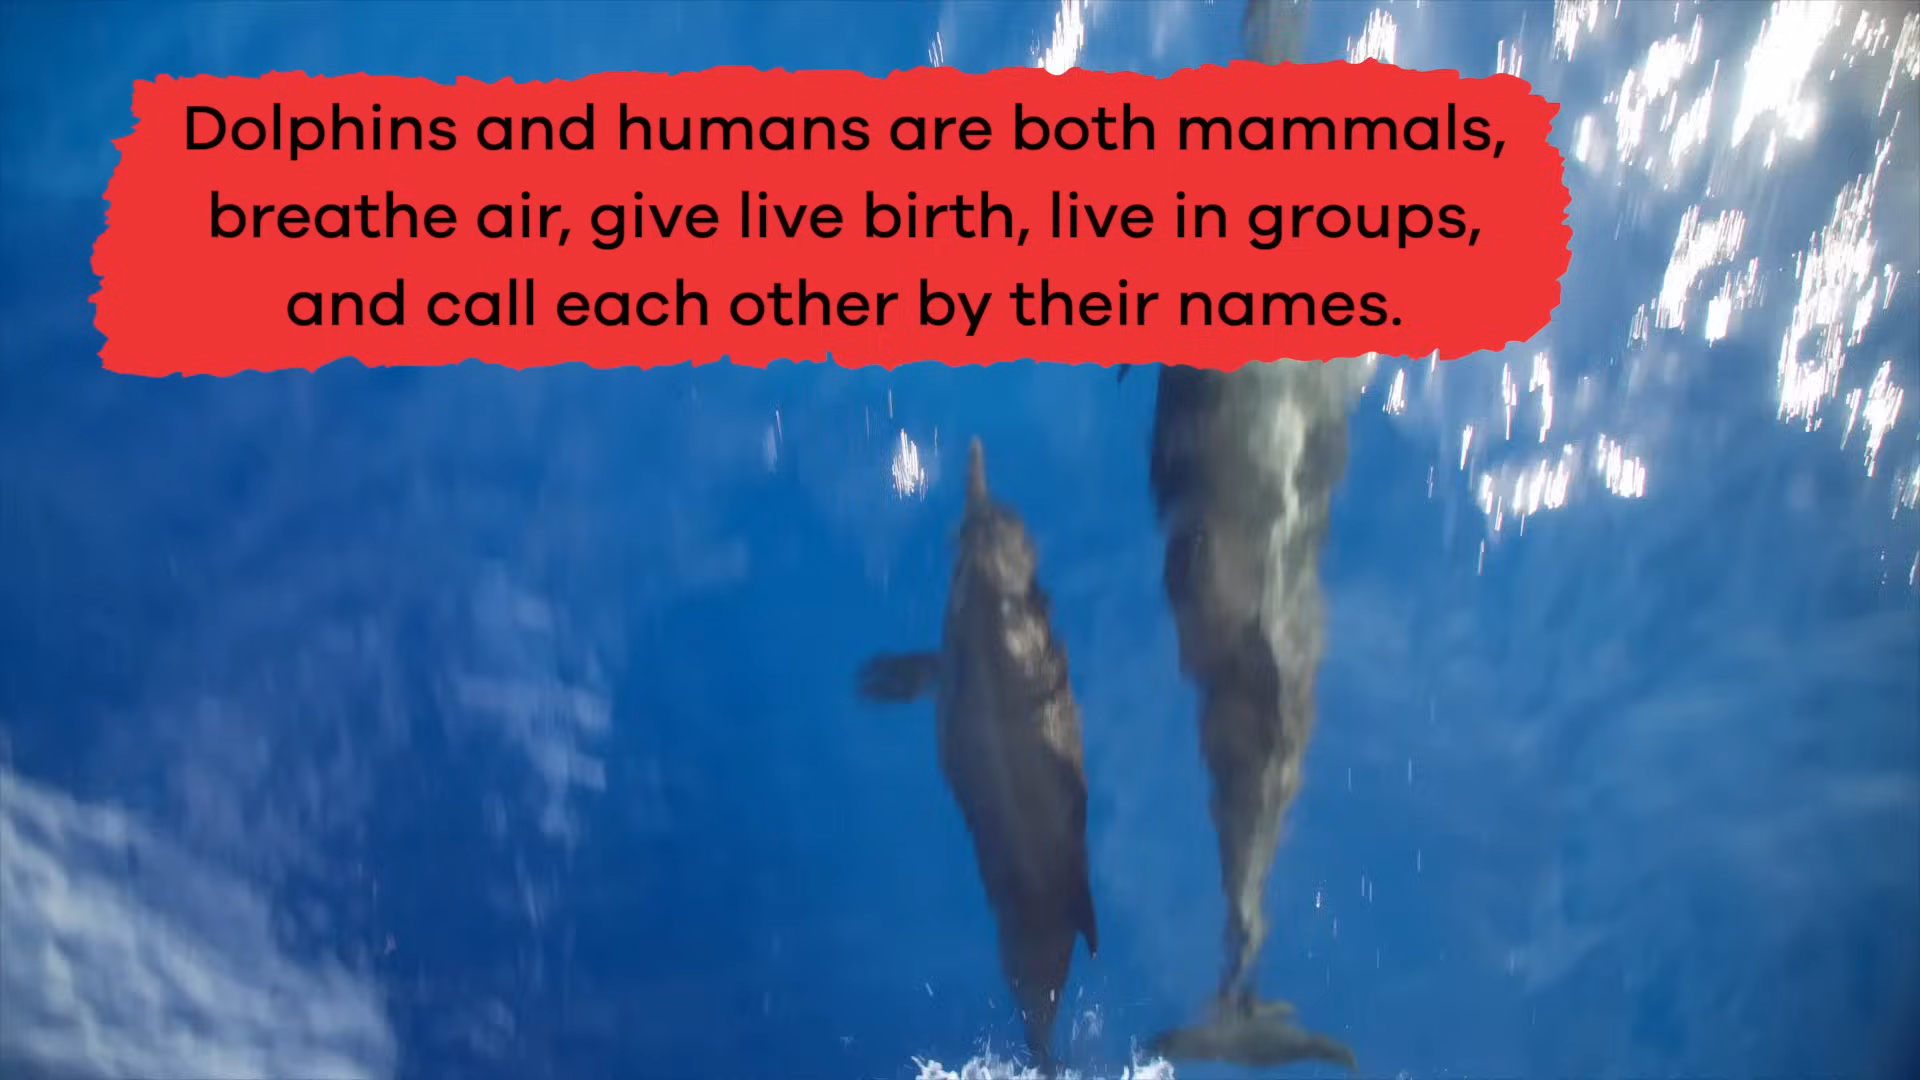 Dolphins and humans are both mammals,
breathe air, give live birth, live in groups,
and call each other by their names.